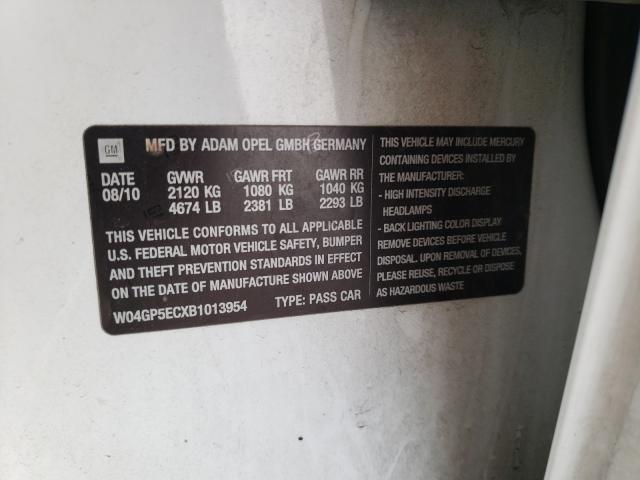 GM
MFD BY ADAM OPEL GMBH GERMANY
DATE GVWR GAWR FRT GAWR RR
08/10 2120 KG 1080 KG 1040 KG
4674 LB 2381 LB 2293 LB
THIS VEHICLE CONFORMS TO ALL APPLICABLE
U.S. FEDERAL MOTOR VEHICLE SAFETY, BUMPER
AND THEFT PREVENTION STANDARDS IN EFFECT
ON THE DATE OF MANUFACTURE SHOWN ABOVE
W04GP5ECXB1013954 TYPE: PASS CAR
THIS VEHICLE MAY INCLUDE MERCURY
CONTAINING DEVICES INSTALLED BY
THE MANUFACTURER:
- HIGH INTENSITY DISCHARGE
HEADLAMPS
- BACK LIGHTING COLOR DISPLAY
REMOVE DEVICES BEFORE VEHICLE
DISPOSAL. UPON REMOVAL OF DEVICES,
PLEASE REUSE, RECYCLE OR DISPOSE
AS HAZARDOUS WASTE